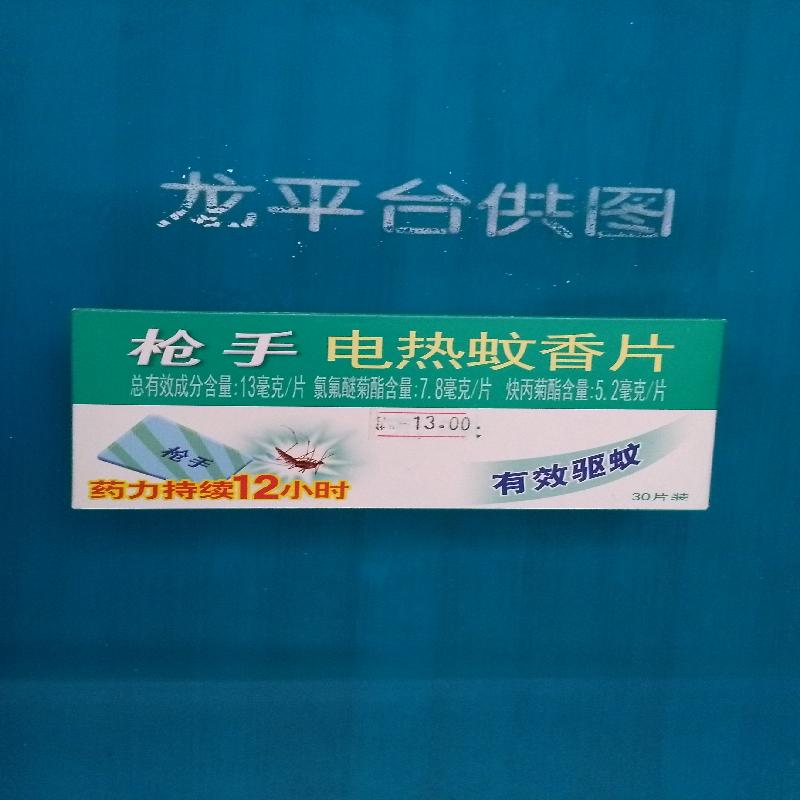 龙平台供图
枪手 电热蚊香片
总有效成分含量:13毫克/片 氯氟醚菊酯含量:7.8毫克/片 炔丙菊酯含量:5.2毫克/片
-13.00
枪手
药力持续12小时
有效驱蚊
30片装